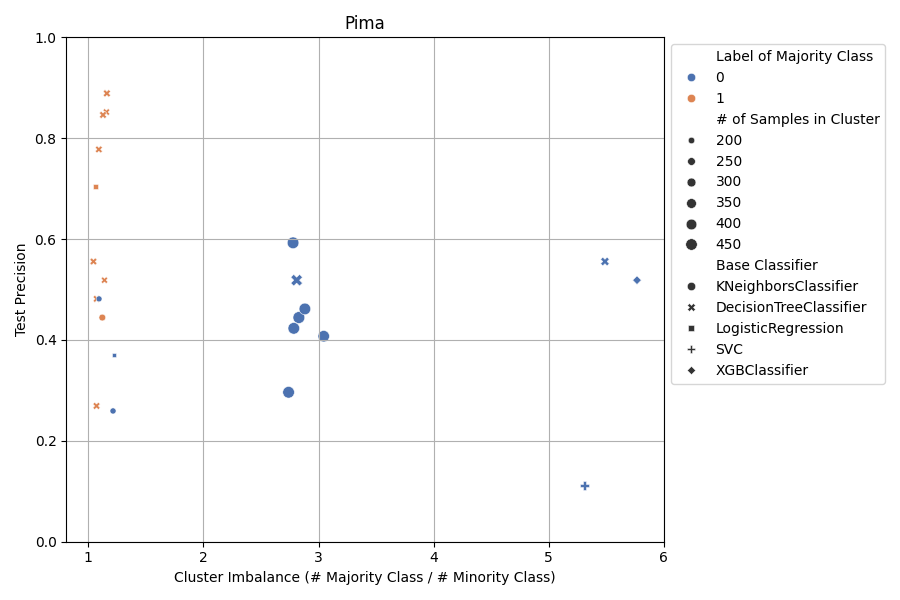 Pima
1.0
0.8
0.6
0.4
0.2
0.0
Test Precision
1
2
3
4
5
6
Cluster Imbalance (# Majority Class / # Minority Class)
Label of Majority Class
0
1
# of Samples in Cluster
200
250
300
350
400
450
Base Classifier
KNeighborsClassifier
DecisionTreeClassifier
LogisticRegression
SVC
XGBClassifier